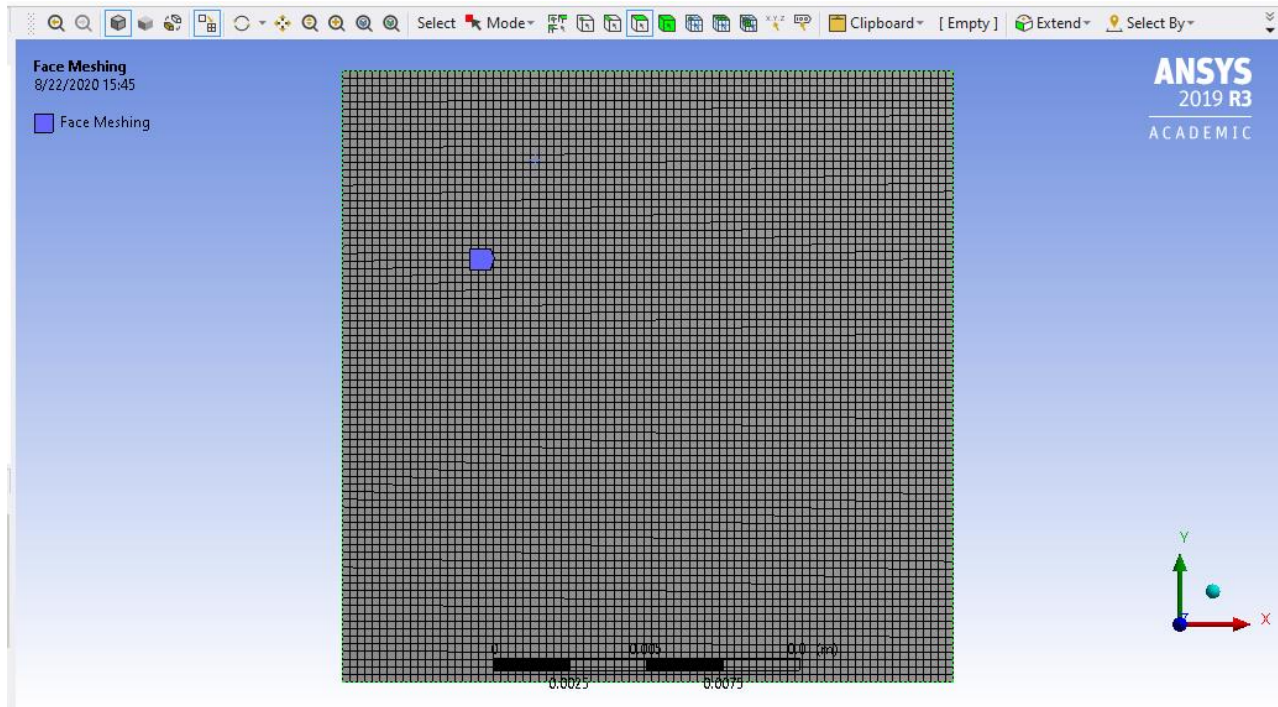 Select Mode Clipboard [ Empty ] Extend Select By
Face Meshing
8/22/2020 15:45
Face Meshing
ANSYS
2019 R3
ACADEMIC
Y
X
0 0.005 (m)
0.0025 0.0075